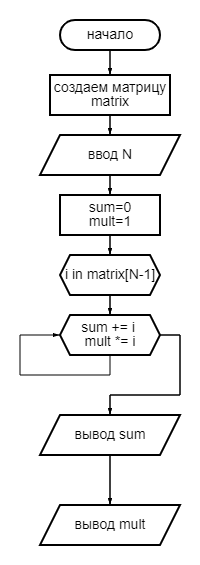 начало
создаем матрицу
matrix
ввод N
sum=0
mult=1
i in matrix[N-1]
sum += i
mult *= i
вывод sum
вывод mult